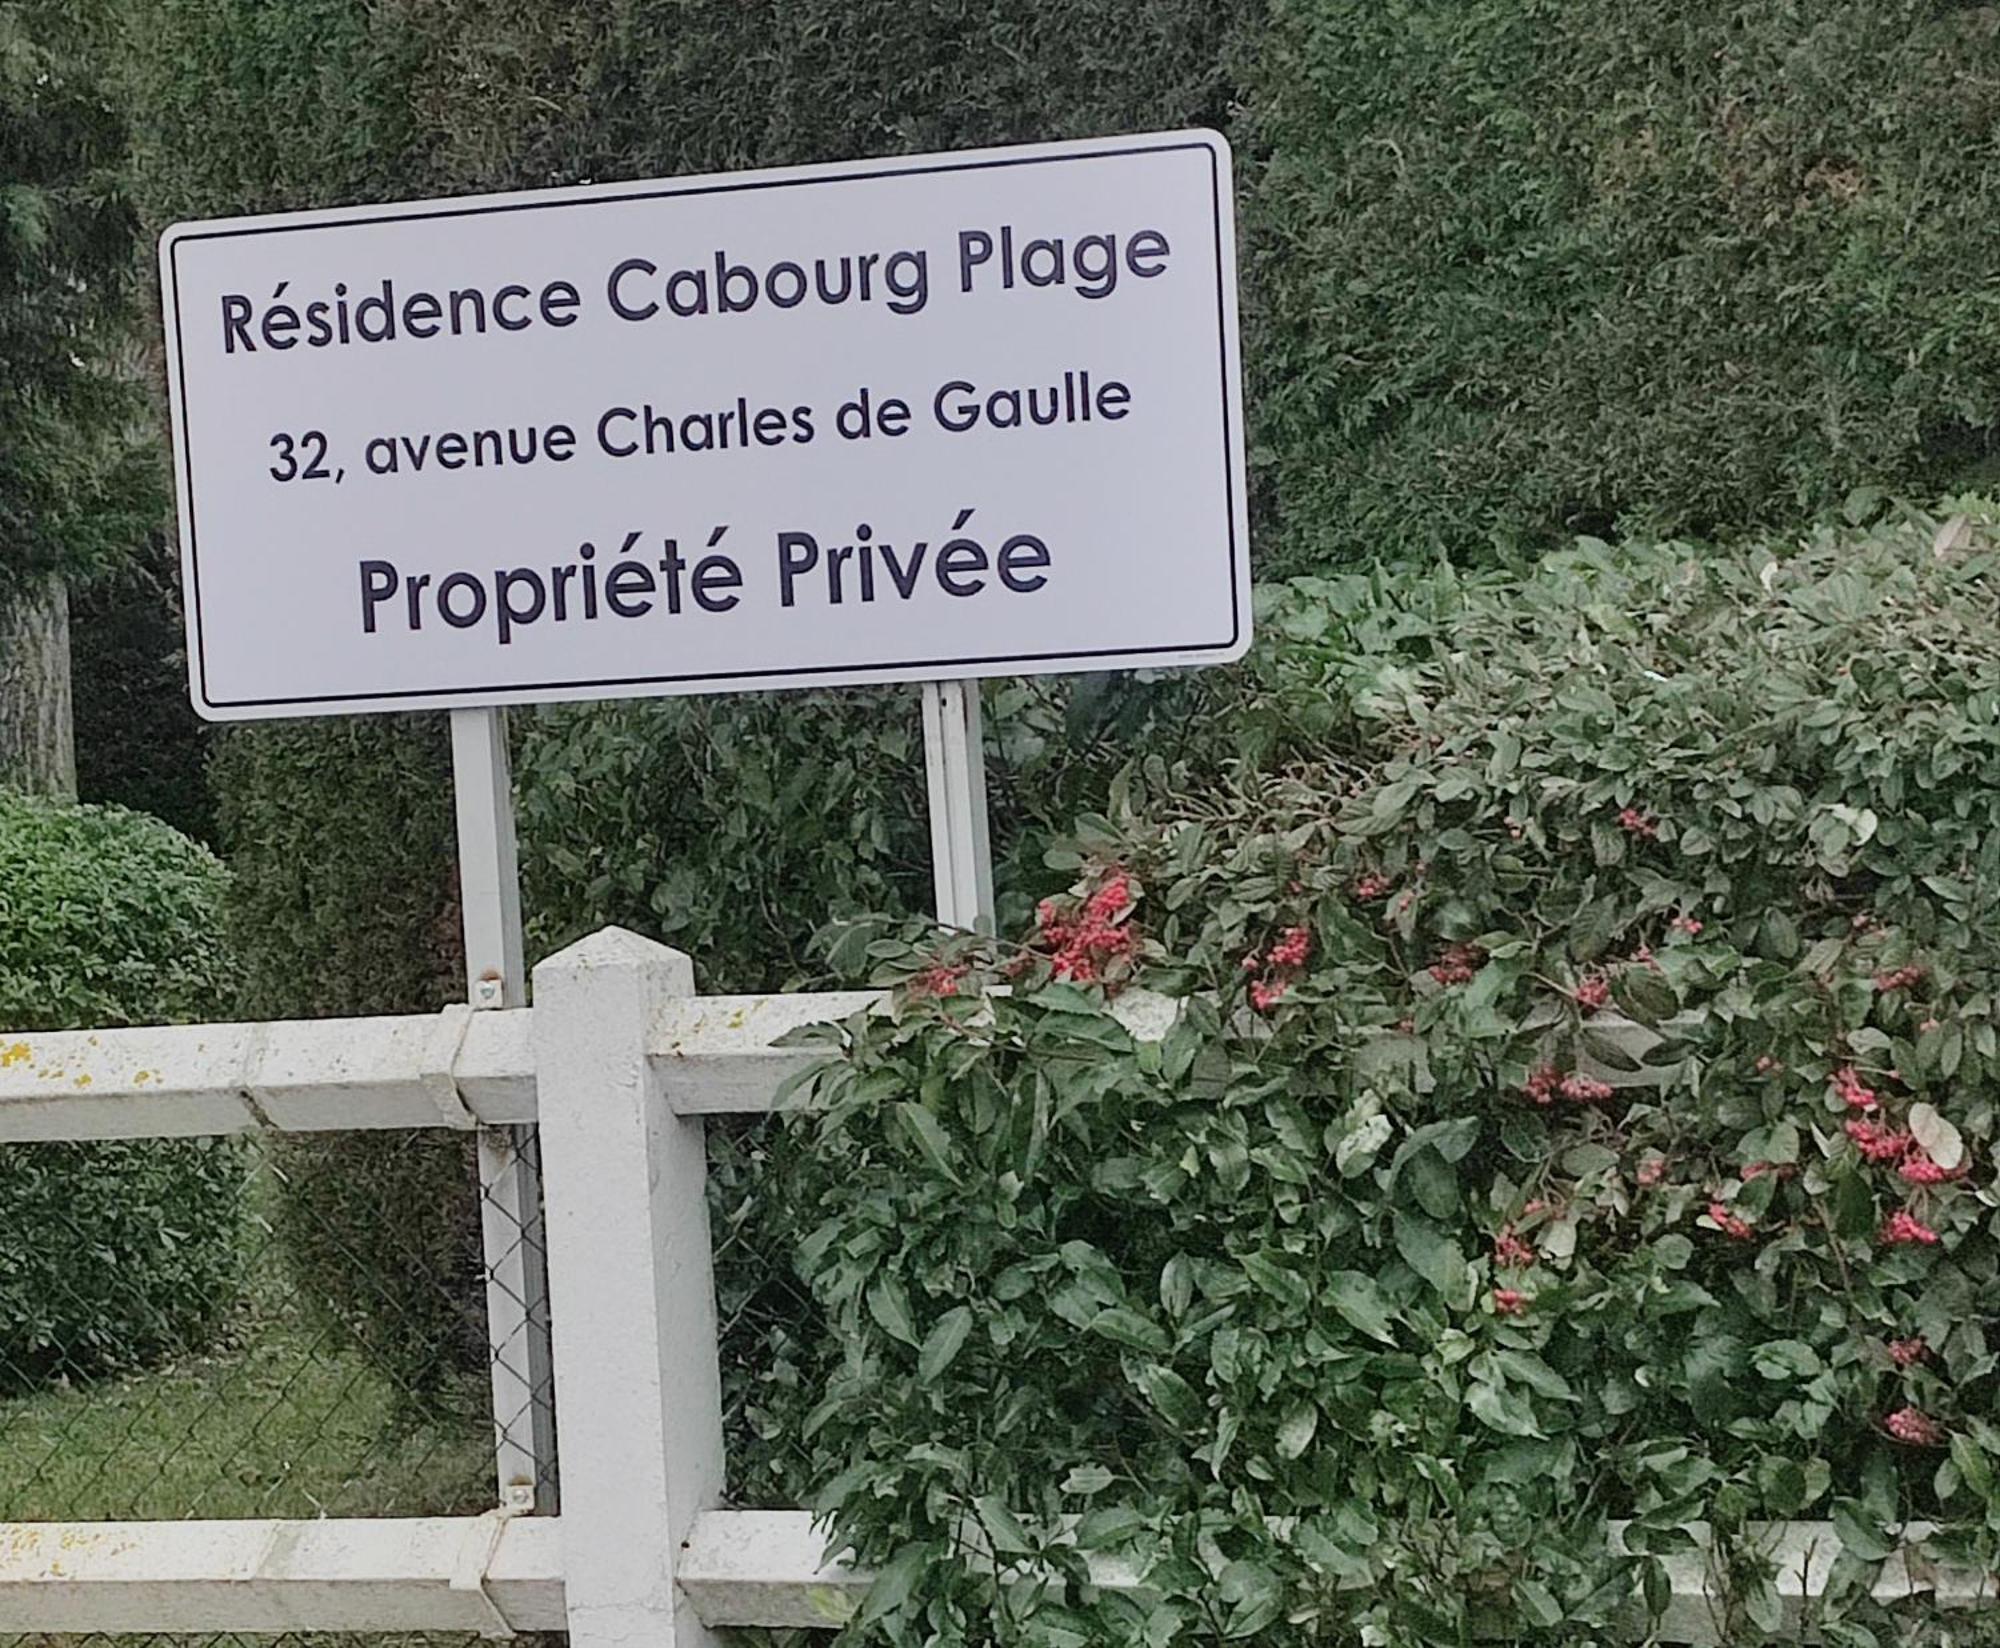 Résidence Cabourg Plage
32, avenue Charles de Gaulle
Propriété Privée